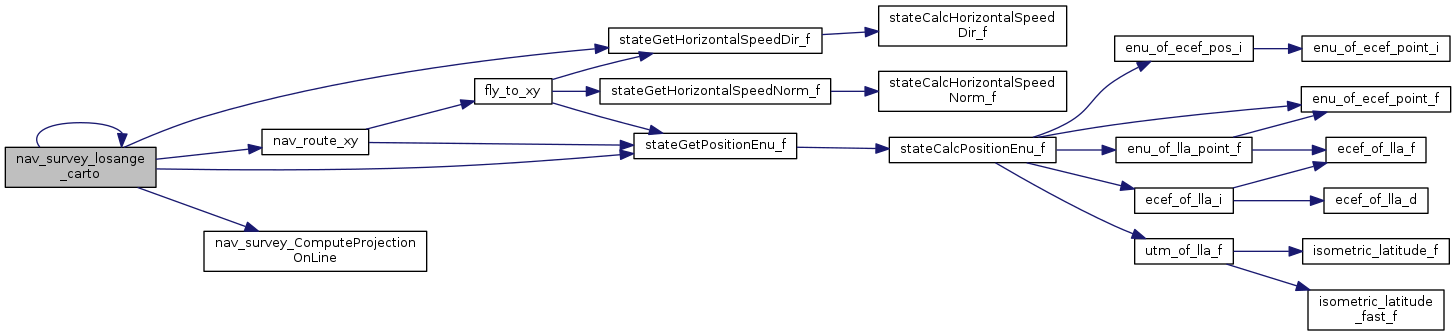 nav_survey_losange
_carto
nav_route_xy
nav_survey_ComputeProjection
OnLine
fly_to_xy
stateGetHorizontalSpeedDir_f
stateGetHorizontalSpeedNorm_f
stateGetPositionEnu_f
stateCalcHorizontalSpeed
Dir_f
stateCalcHorizontalSpeed
Norm_f
stateCalcPositionEnu_f
enu_of_ecef_pos_i
enu_of_lla_point_f
ecef_of_lla_i
utm_of_lla_f
enu_of_ecef_point_i
enu_of_ecef_point_f
ecef_of_lla_f
ecef_of_lla_d
isometric_latitude_f
isometric_latitude
_fast_f